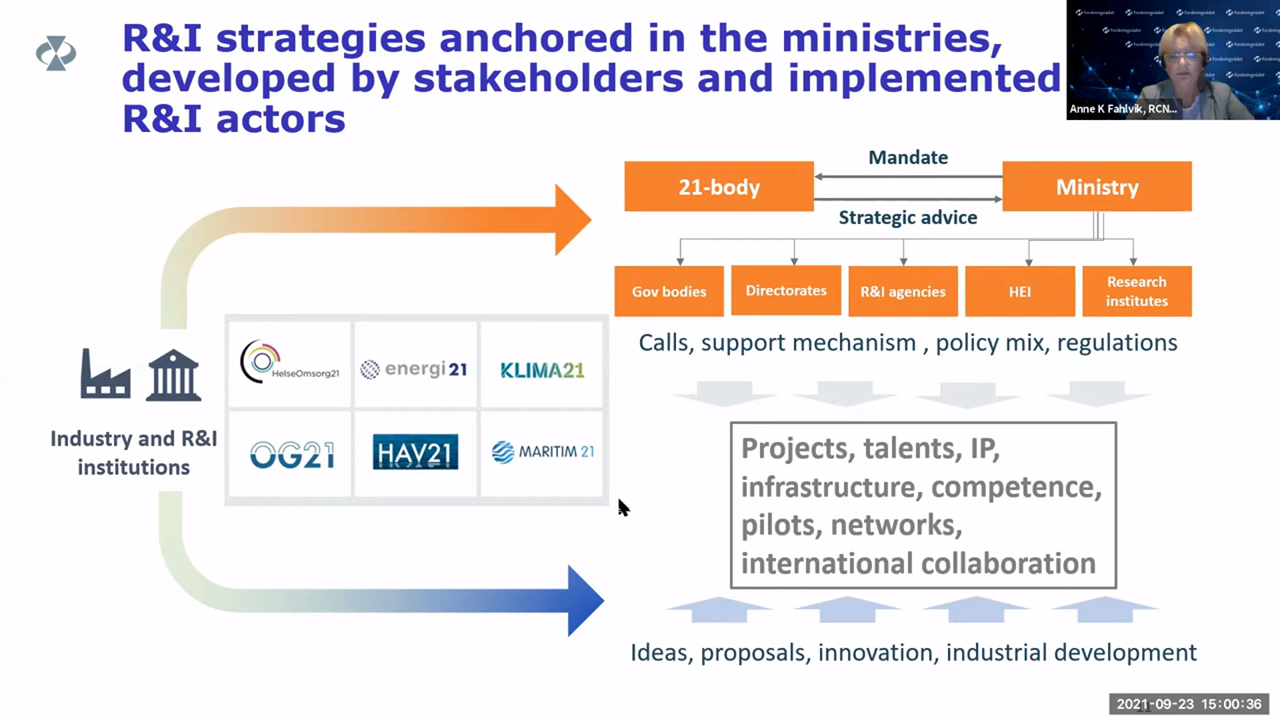 R&I strategies anchored in the ministries,
developed by stakeholders and implemented
R&I actors
Anne K Fahlvik, RCN...
Forskningsrådet
Mandate
21-body
Ministry
Strategic advice
Gov bodies
Directorates
R&I agencies
HEI
Research
institutes
Calls, support mechanism , policy mix, regulations
HelseOmsorg21
energi21
KLIMA21
OG21
HAV21
MARITIM 21
Industry and R&I
institutions
Projects, talents, IP,
infrastructure, competence,
pilots, networks,
international collaboration
Ideas, proposals, innovation, industrial development
2021-09-23 15:00:36